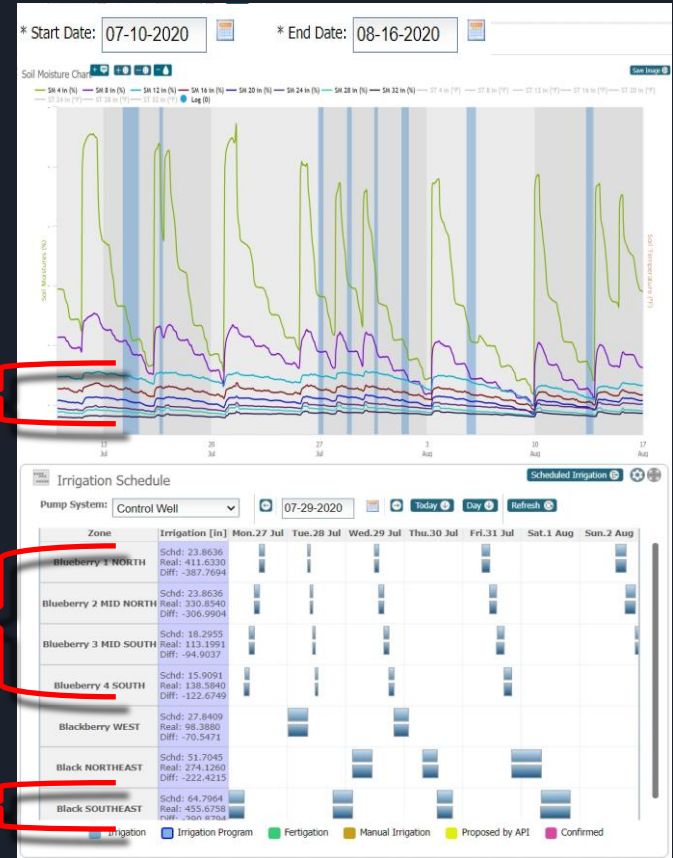 * Start Date: 07-10-2020 * End Date: 08-16-2020
Soil Moisture Chart Save Image
SM 4 in (%) SM 8 in (%) SM 12 in (%) SM 16 in (%) SM 20 in (%) SM 24 in (%) SM 28 in (%) SM 32 in (%) ST 4 in (°F) ST 8 in (°F) ST 12 in (°F) ST 16 in (°F) ST 20 in (°F)
ST 24 in (°F) ST 28 in (°F) ST 32 in (°F) Log (0)
Soil Moistures (%)
Soil Temperature (°F)
13 20 27 3 10 17
Jul Jul Jul Aug Aug Aug
Irrigation Schedule Scheduled Irrigation
Pump System: Control Well 07-29-2020 Today Day Refresh
Zone Irrigation [in] Mon.27 Jul Tue.28 Jul Wed.29 Jul Thu.30 Jul Fri.31 Jul Sat.1 Aug Sun.2 Aug
Schd: 23.8636
Blueberry 1 NORTH Real: 411.6330
Diff: -387.7694
Schd: 23.8636
Blueberry 2 MID NORTH Real: 330.8540
Diff: -306.9904
Schd: 18.2955
Blueberry 3 MID SOUTH Real: 113.1991
Diff: -94.9037
Schd: 15.9091
Blueberry 4 SOUTH Real: 138.5840
Diff: -122.6749
Schd: 27.8409
Blackberry WEST Real: 98.3880
Diff: -70.5471
Schd: 51.7045
Black NORTHEAST Real: 274.1260
Diff: -222.4215
Schd: 64.7964
Black SOUTHEAST Real: 455.6758
Diff: -390.8794
Irrigation Irrigation Program Fertigation Manual Irrigation Proposed by API Confirmed